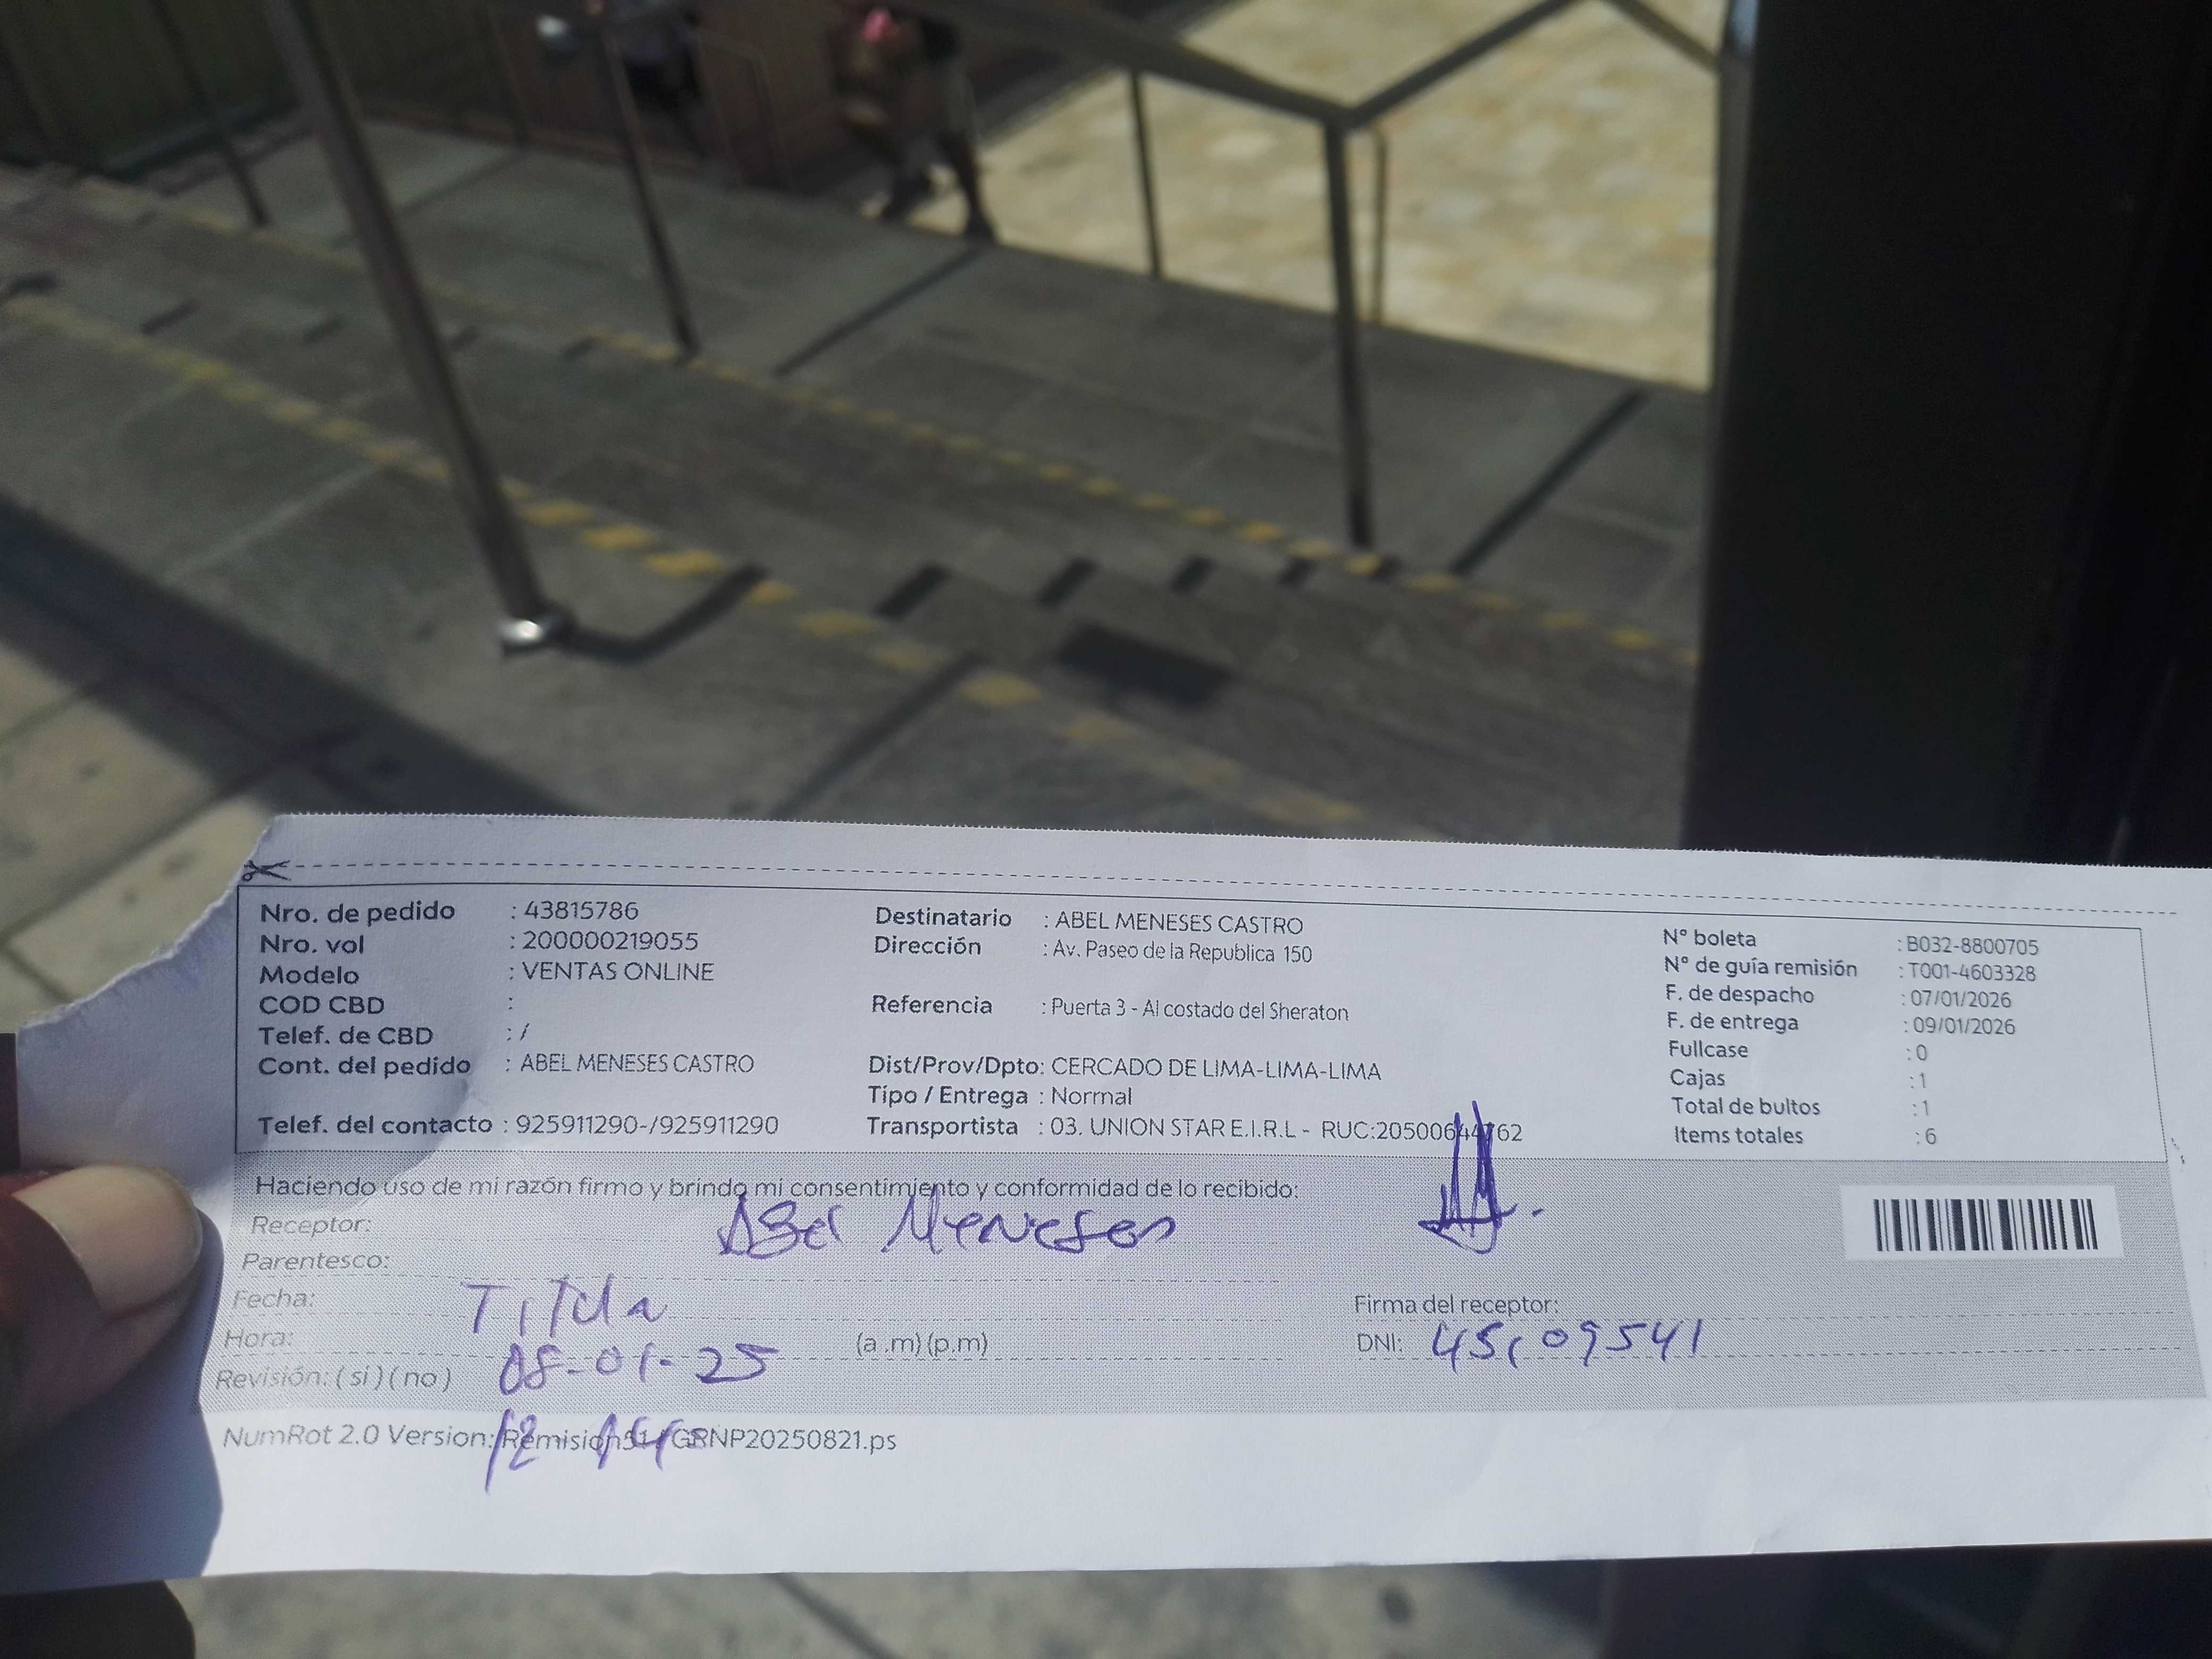 Nro. de pedido : 43815786
Nro. vol : 200000219055
Modelo : VENTAS ONLINE
COD CBD :
Telef. de CBD : /
Cont. del pedido : ABEL MENESES CASTRO
Telef. del contacto : 925911290-/925911290
Destinatario : ABEL MENESES CASTRO
Dirección : Av. Paseo de la Republica 150
Referencia : Puerta 3 - Al costado del Sheraton
Dist/Prov/Dpto: CERCADO DE LIMA-LIMA-LIMA
Tipo / Entrega : Normal
Transportista : 03. UNION STAR E.I.R.L - RUC:
N° boleta : B032-8800705
N° de guía remisión : T001-4603328
F. de despacho : 07/01/2026
F. de entrega : 09/01/2026
Fullcase : 0
Cajas : 1
Total de bultos : 1
Items totales : 6
Haciendo uso de mi razón firmo y brindo mi consentimiento y conformidad de lo recibido:
Receptor: Abel Meneses
Parentesco:
Fecha:
Hora: (a .m) (p.m)
08-01-25
Revisión: ( si ) ( no )
Firma del receptor:
DNI:
NumRot 2.0 Version: